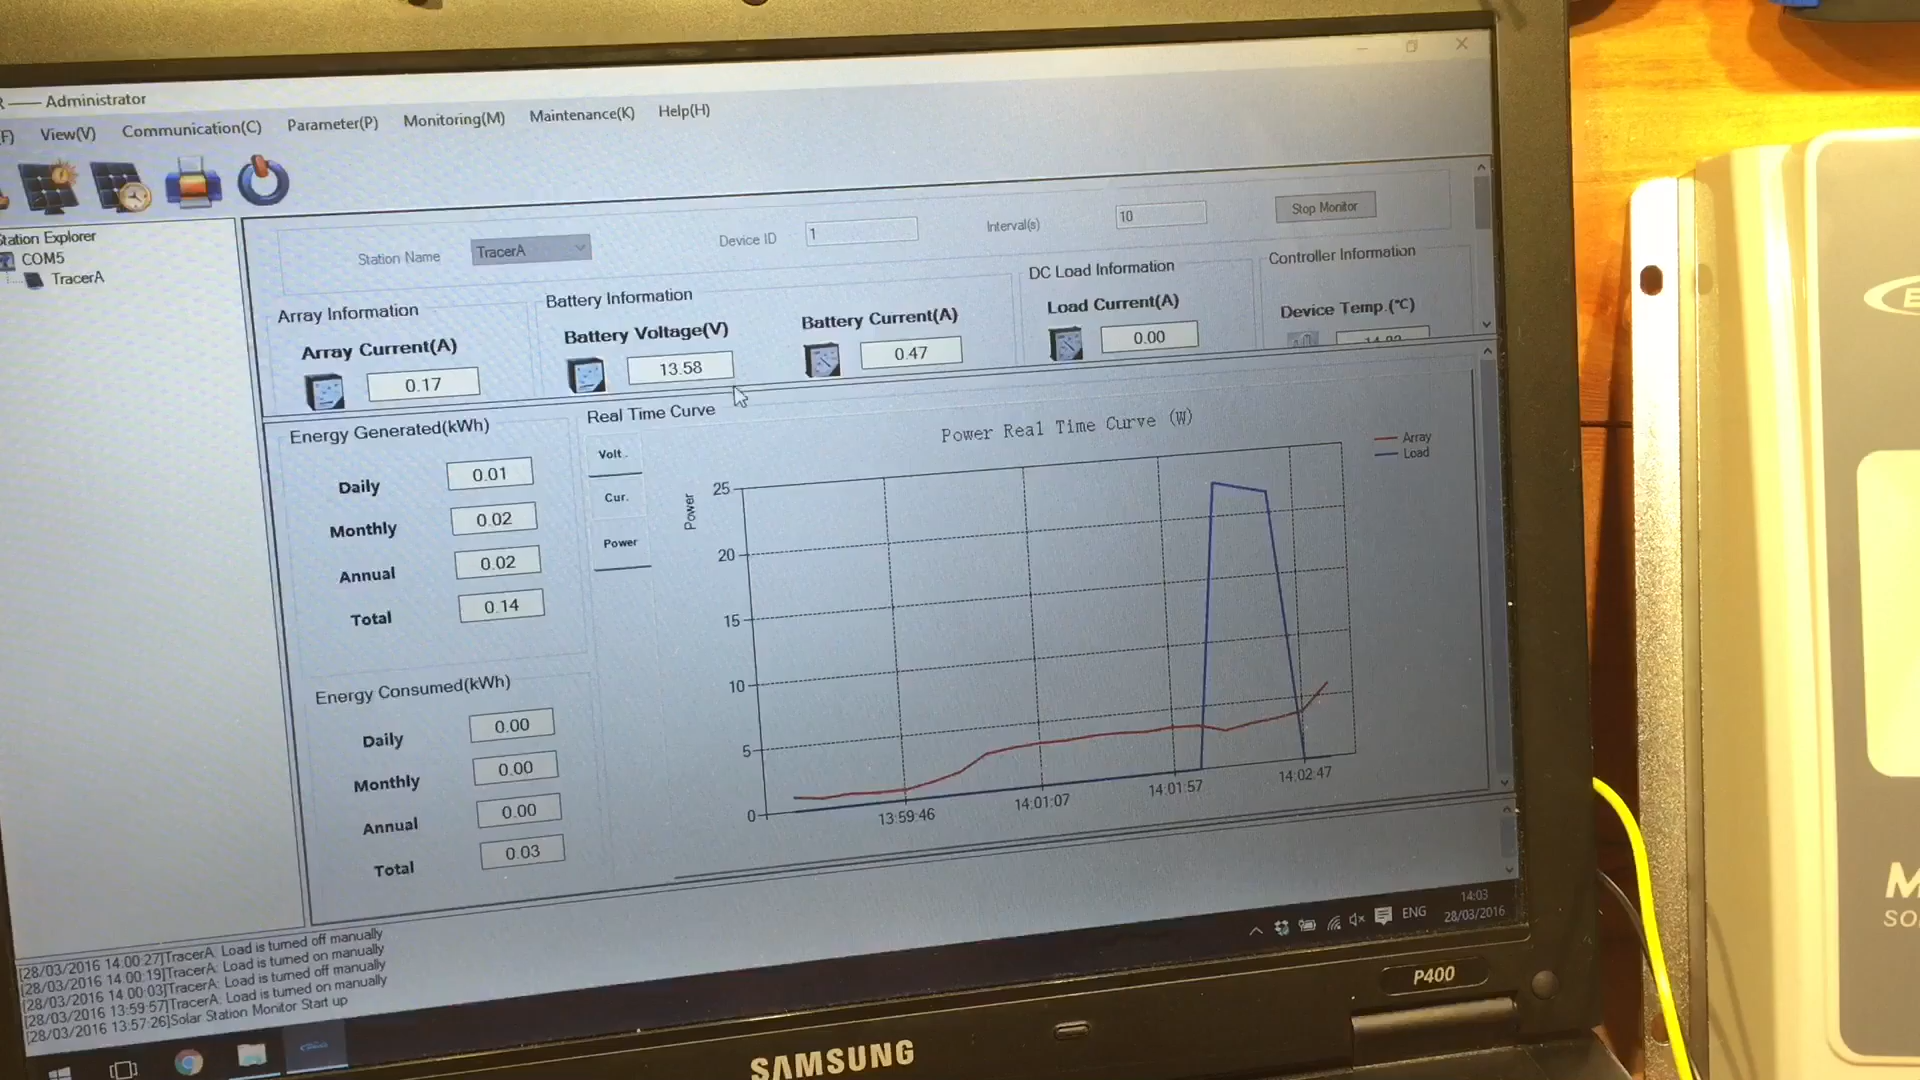 Administrator
View(V) Communication(C) Parameter(P) Monitoring(M) Maintenance(K) Help(H)
Station Explorer
COM5
TracerA
Station Name TracerA Device ID 1 Interval(s) 10 Stop Monitor
Array Information
Array Current(A)
0.17
Battery Information
Battery Voltage(V)
13.58
Battery Current(A)
0.47
DC Load Information
Load Current(A)
0.00
Controller Information
Device Temp.(℃)
Energy Generated(kWh)
Daily 0.01
Monthly 0.02
Annual 0.02
Total 0.14
Energy Consumed(kWh)
Daily 0.00
Monthly 0.00
Annual 0.00
Total 0.03
Real Time Curve
Volt.
Cur.
Power
Power Real Time Curve (W)
Array
Load
Power
25
20
15
10
5
0
13:59:46 14:01:07 14:01:57 14:02:47
[28/03/2016 14:00:27]TracerA: Load is turned off manually
[28/03/2016 14:00:19]TracerA: Load is turned on manually
[28/03/2016 14:00:03]TracerA: Load is turned off manually
[28/03/2016 13:59:57]TracerA: Load is turned on manually
[28/03/2016 13:57:26]Solar Station Monitor Start up
ENG
14:03
28/03/2016
P400
SAMSUNG